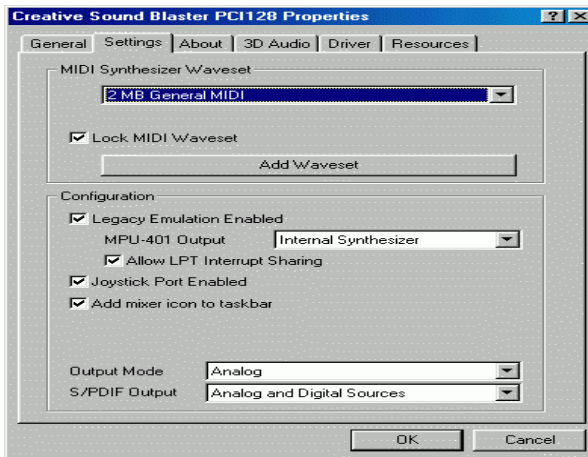 Creative Sound Blaster PCI128 Properties
General Settings About 3D Audio Driver Resources
MIDI Synthesizer Waveset
2 MB General MIDI
Lock MIDI Waveset
Add Waveset
Configuration
Legacy Emulation Enabled
MPU-401 Output Internal Synthesizer
Allow LPT Interrupt Sharing
Joystick Port Enabled
Add mixer icon to taskbar
Output Mode Analog
S/PDIF Output Analog and Digital Sources
OK Cancel